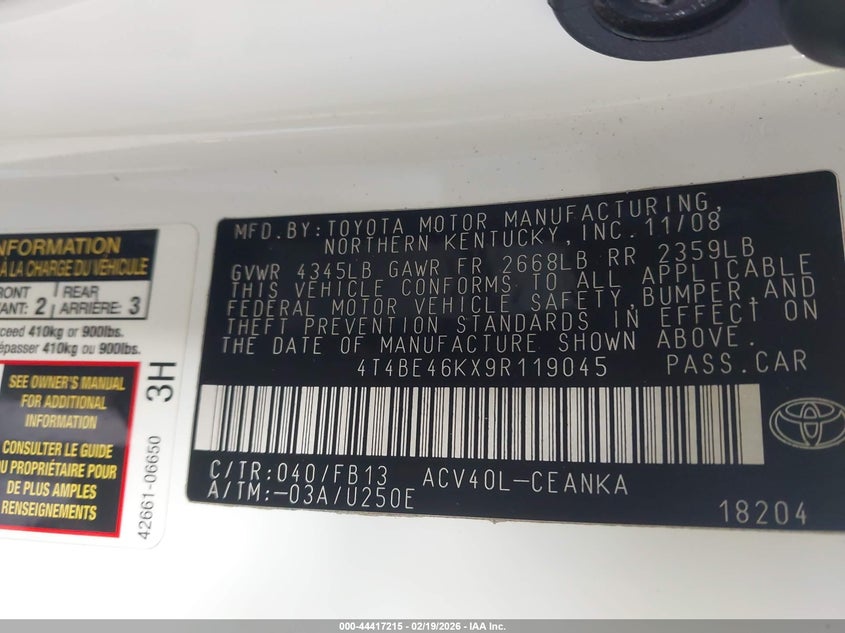 INFORMATION
À LA CHARGE DU VÉHICULE
2 REAR
ARRIÈRE: 3
410kg or 900lbs.
410kg ou 900lbs.
SEE OWNER'S MANUAL
FOR ADDITIONAL
INFORMATION
CONSULTER LE GUIDE
DU PROPRIÉTAIRE POUR
DE PLUS AMPLES
RENSEIGNEMENTS
3H
42661-06650
MFD.BY:TOYOTA MOTOR MANUFACTURING,
NORTHERN KENTUCKY,INC.11/08
GVWR 4345LB GAWR FR 2668LB RR 2359LB
THIS VEHICLE CONFORMS TO ALL APPLICABLE
FEDERAL MOTOR VEHICLE SAFETY,BUMPER,AND
THEFT PREVENTION STANDARDS IN EFFECT ON
THE DATE OF MANUFACTURE SHOWN ABOVE.
4T4BE46KX9R119045 PASS.CAR
C/TR:040/FB13 ACV40L-CEANKA
A/TM:-03A/U250E
18204
TOYOTA
000-44417215 - 02/19/2026 - IAA Inc.